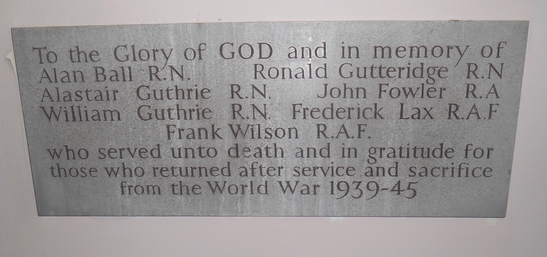 To the Glory of GOD and in memory of
Alan Ball R.N. Ronald Gutteridge R.N
Alastair Guthrie R.N. John Fowler R.A
William Guthrie R.N. Frederick Lax R.A.F
Frank Wilson R.A.F.
who served unto death and in gratitude for
those who returned after service and sacrifice
from the World War 1939-45